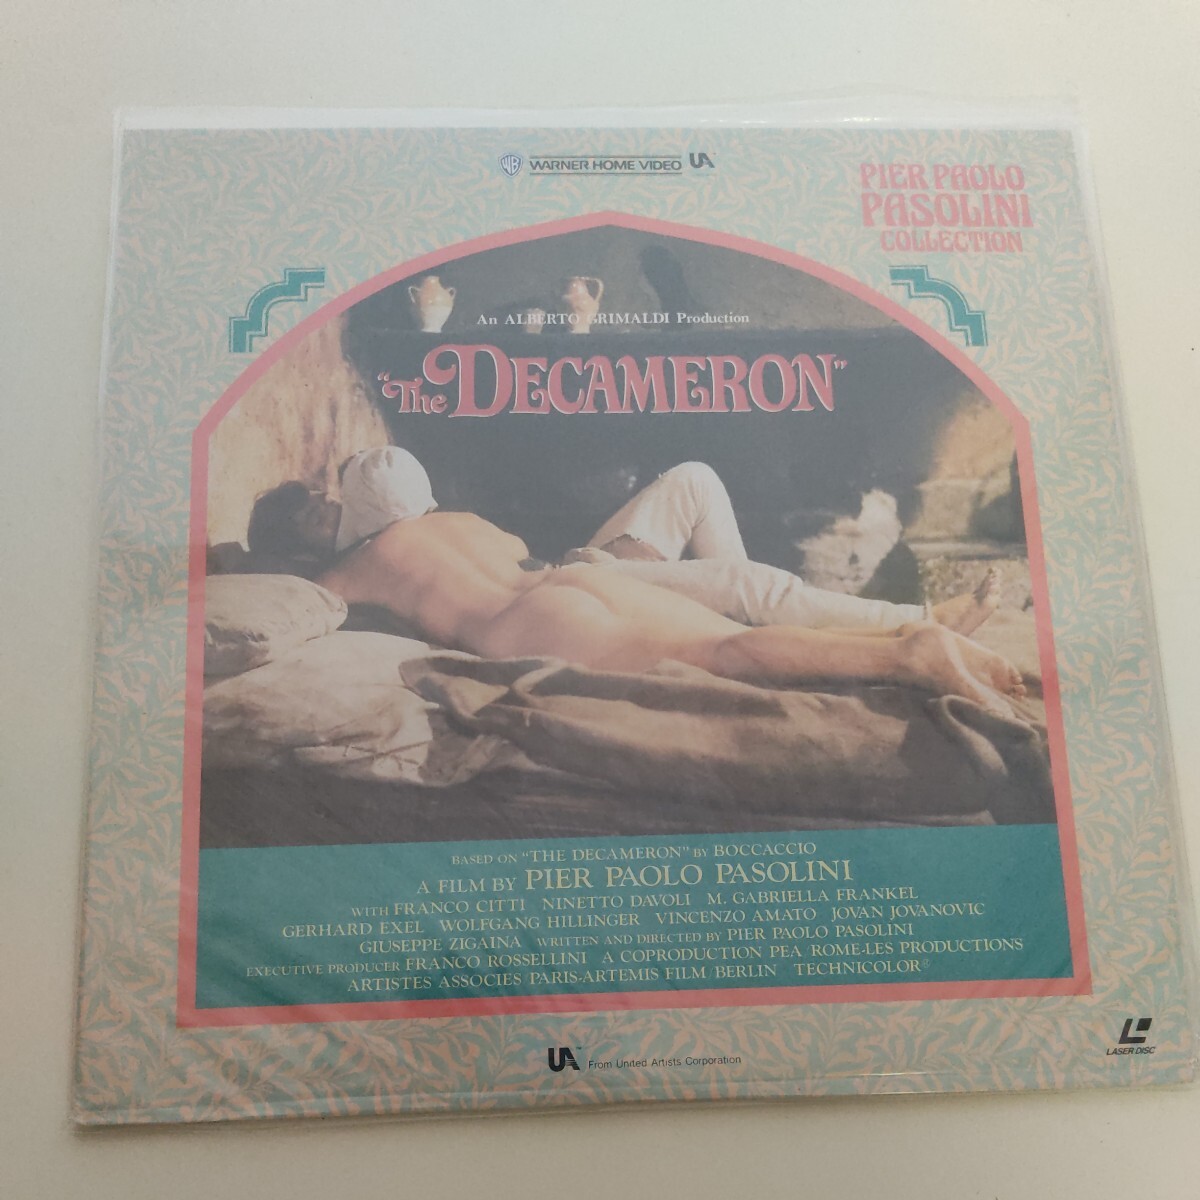 WB WARNER HOME VIDEO UA
PIER PAOLO
PASOLINI
COLLECTION
An ALBERTO GRIMALDI Production
"The DECAMERON"
BASED ON "THE DECAMERON" BY BOCCACCIO
A FILM BY PIER PAOLO PASOLINI
WITH FRANCO CITTI NINETTO DAVOLI M. GABRIELLA FRANKEL
GERHARD EXEL WOLFGANG HILLINGER VINCENZO AMATO JOVAN JOVANOVIC
GIUSEPPE ZIGAINA WRITTEN AND DIRECTED BY PIER PAOLO PASOLINI
EXECUTIVE PRODUCER FRANCO ROSSELLINI A COPRODUCTION PEA/ROME-LES PRODUCTIONS
ARTISTES ASSOCIES/PARIS-ARTEMIS FILM/BERLIN TECHNICOLOR®
UA™ From United Artists Corporation
LASER DISC